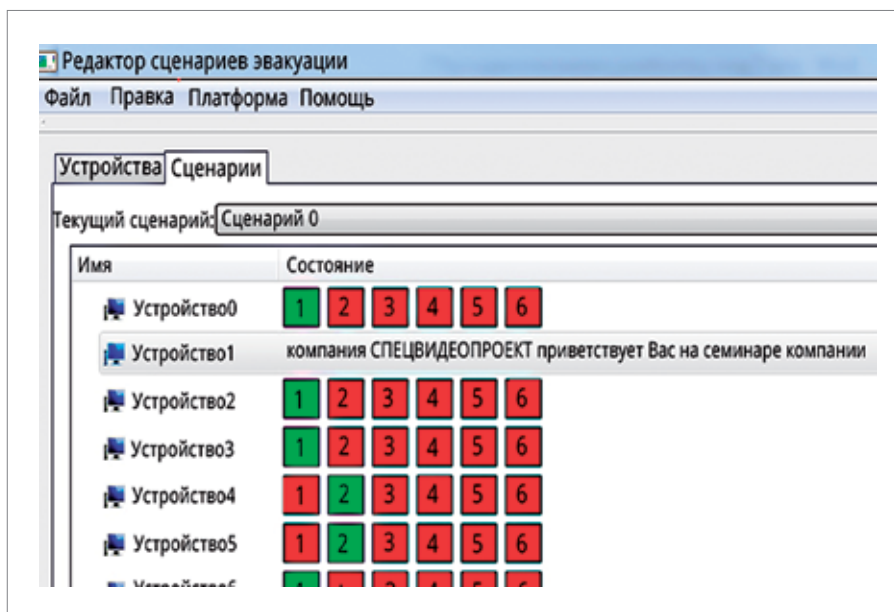 Редактор сценариев эвакуации
Файл Правка Платформа Помощь
Устройства Сценарии
Текущий сценарий: Сценарий 0
Имя Состояние
Устройство0 1 2 3 4 5 6
Устройство1 компания СПЕЦВИДЕОПРОЕКТ приветствует Вас на семинаре компании
Устройство2 1 2 3 4 5 6
Устройство3 1 2 3 4 5 6
Устройство4 1 2 3 4 5 6
Устройство5 1 2 3 4 5 6